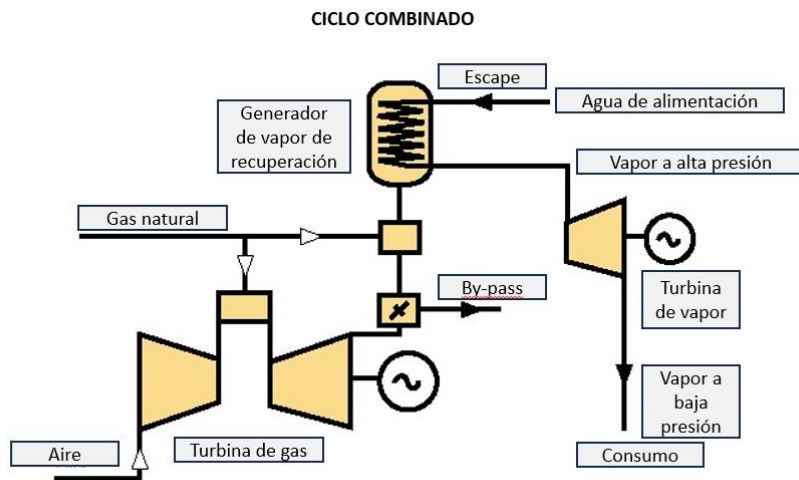 CICLO COMBINADO
Escape
Agua de alimentación
Generador
de vapor de
recuperación
Vapor a alta presión
Gas natural
By-pass
Turbina
de vapor
Vapor a
baja
presión
Aire
Turbina de gas
Consumo